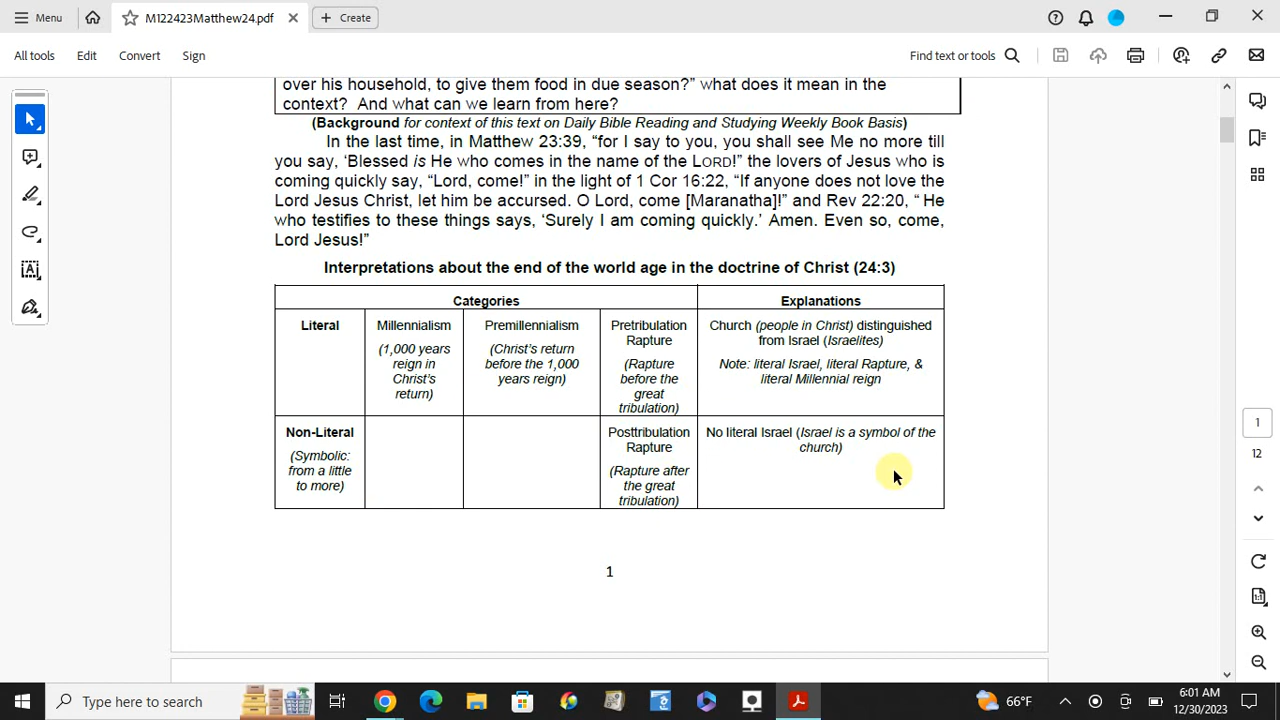 Menu
M122423Matthew24.pdf
Create
All tools
Edit
Convert
Sign
Find text or tools
over his household, to give them food in due season?” what does it mean in the
context? And what can we learn from here?
(Background for context of this text on Daily Bible Reading and Studying Weekly Book Basis)
In the last time, in Matthew 23:39, “for I say to you, you shall see Me no more till
you say, ‘Blessed is He who comes in the name of the LORD!” the lovers of Jesus who is
coming quickly say, “Lord, come!” in the light of 1 Cor 16:22, “If anyone does not love the
Lord Jesus Christ, let him be accursed. O Lord, come [Maranatha]!” and Rev 22:20, “ He
who testifies to these things says, ‘Surely I am coming quickly.’ Amen. Even so, come,
Lord Jesus!”
Interpretations about the end of the world age in the doctrine of Christ (24:3)
Categories
Explanations
Literal
Millennialism
(1,000 years
reign in
Christ’s
return)
Premillennialism
(Christ’s return
before the 1,000
years reign)
Pretribulation
Rapture
(Rapture
before the
great
tribulation)
Church (people in Christ) distinguished
from Israel (Israelites)
Note: literal Israel, literal Rapture, &
literal Millennial reign
Non-Literal
(Symbolic:
from a little
to more)
Posttribulation
Rapture
(Rapture after
the great
tribulation)
No literal Israel (Israel is a symbol of the
church)
1
1
12
1:1
Type here to search
66°F
6:01 AM
12/30/2023